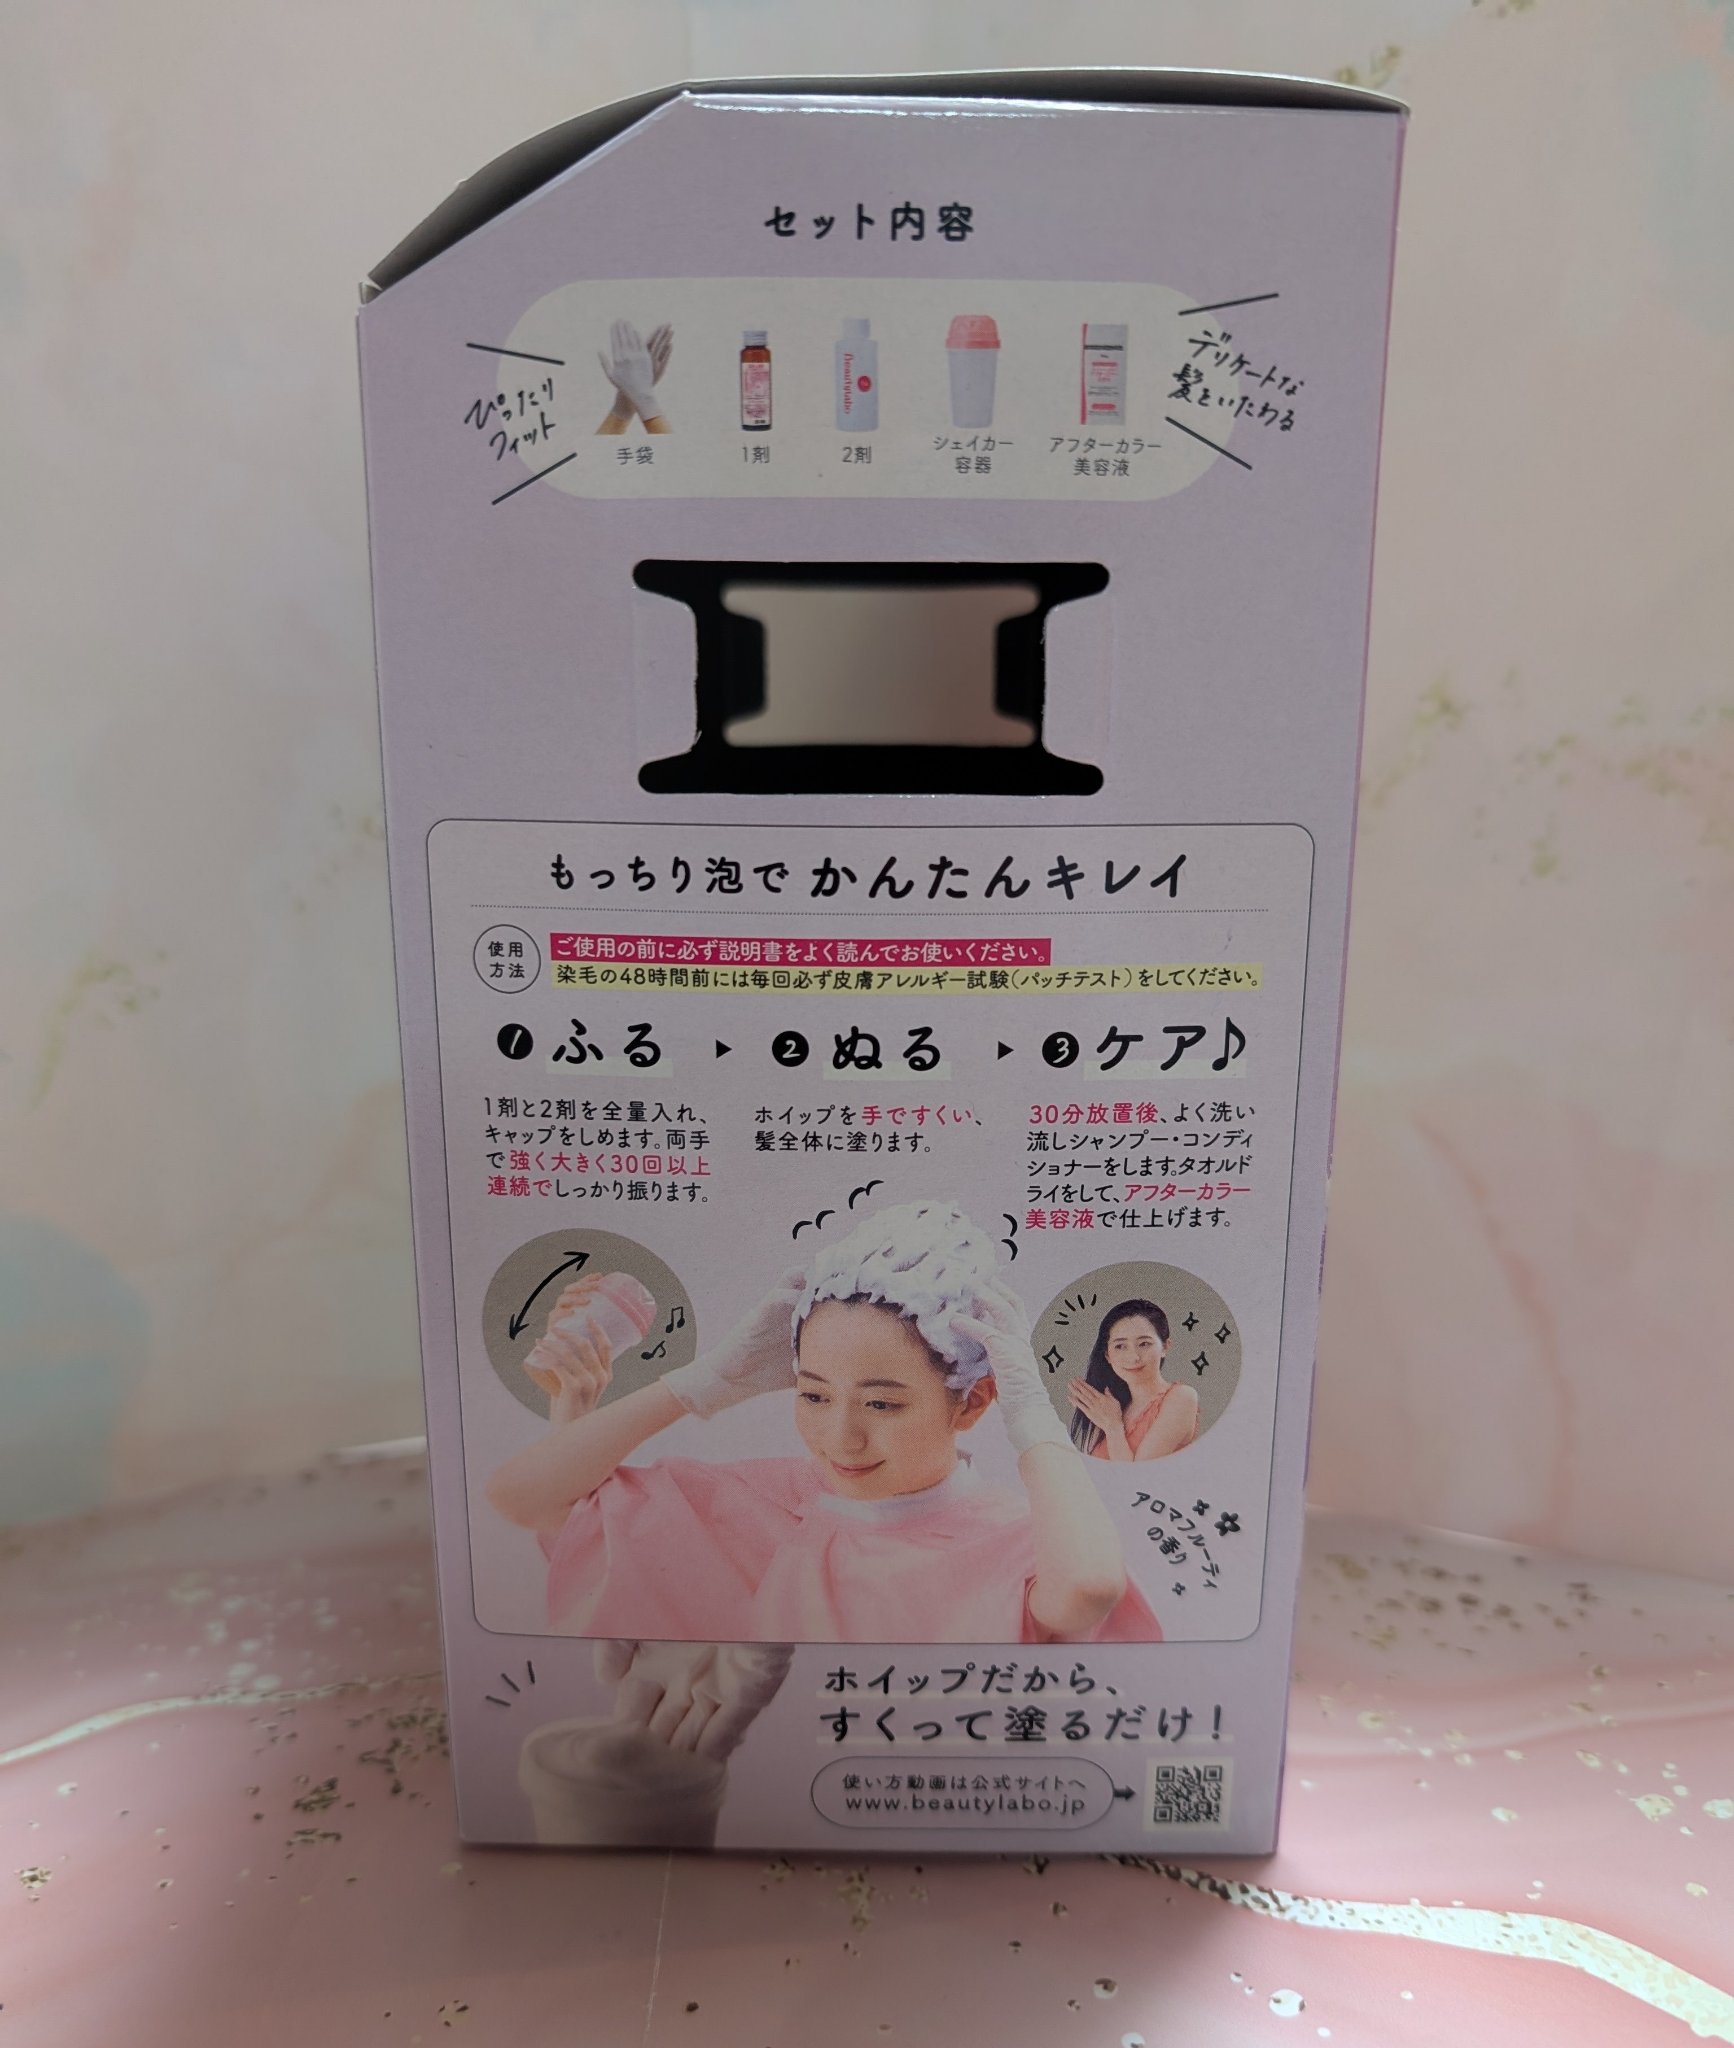 セット内容
ぴったり
フィット
デリケートな
髪をいたわる
Beautylabo
手袋
1剤
2剤
シェイカー
容器
アフターカラー
美容液
もっちり泡で かんたんキレイ
使用
方法
ご使用の前に必ず説明書をよく読んでお使いください。
染毛の48時間前には毎回必ず皮膚アレルギー試験(パッチテスト)をしてください。
1 ふる ▶ 2 ぬる ▶ 3 ケア♪
1剤と2剤を全量入れ、
キャップをしめます。両手
で強く大きく30回以上
連続でしっかり振ります。
ホイップを手ですくい、
髪全体に塗ります。
30分放置後、よく洗い
流しシャンプー・コンディ
ショナーをします。タオルド
ライをして、アフターカラー
美容液で仕上げます。
アロマフルーティ
の香り
ホイップだから、
すくって塗るだけ!
使い方動画は公式サイトへ
www.beautylabo.jp